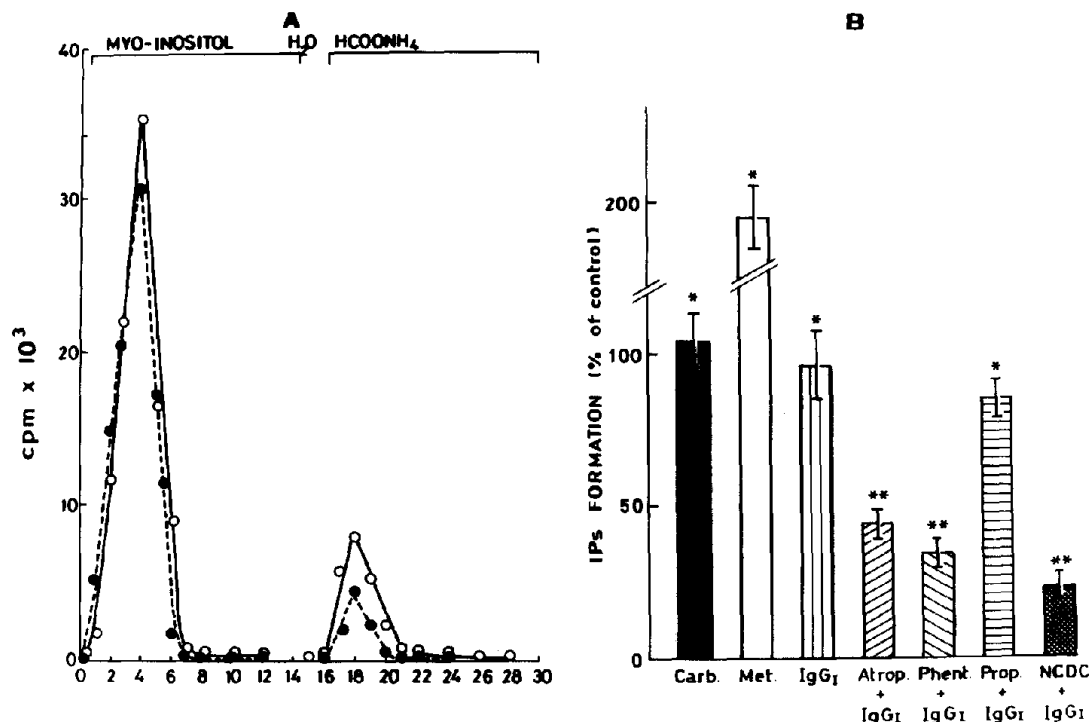 A
MYO-INOSITOL H₂O HCOONH₄
40
30
20
10
0
cpm x 10³
0 2 4 6 8 10 12 14 16 18 20 22 24 26 28 30
B
IPs FORMATION (% of control)
200
100
50
0
* * * ** ** * **
Carb. Met. IgG₁ Atrop. + IgG₁ Phent. + IgG₁ Prop. + IgG₁ NCDC + IgG₁